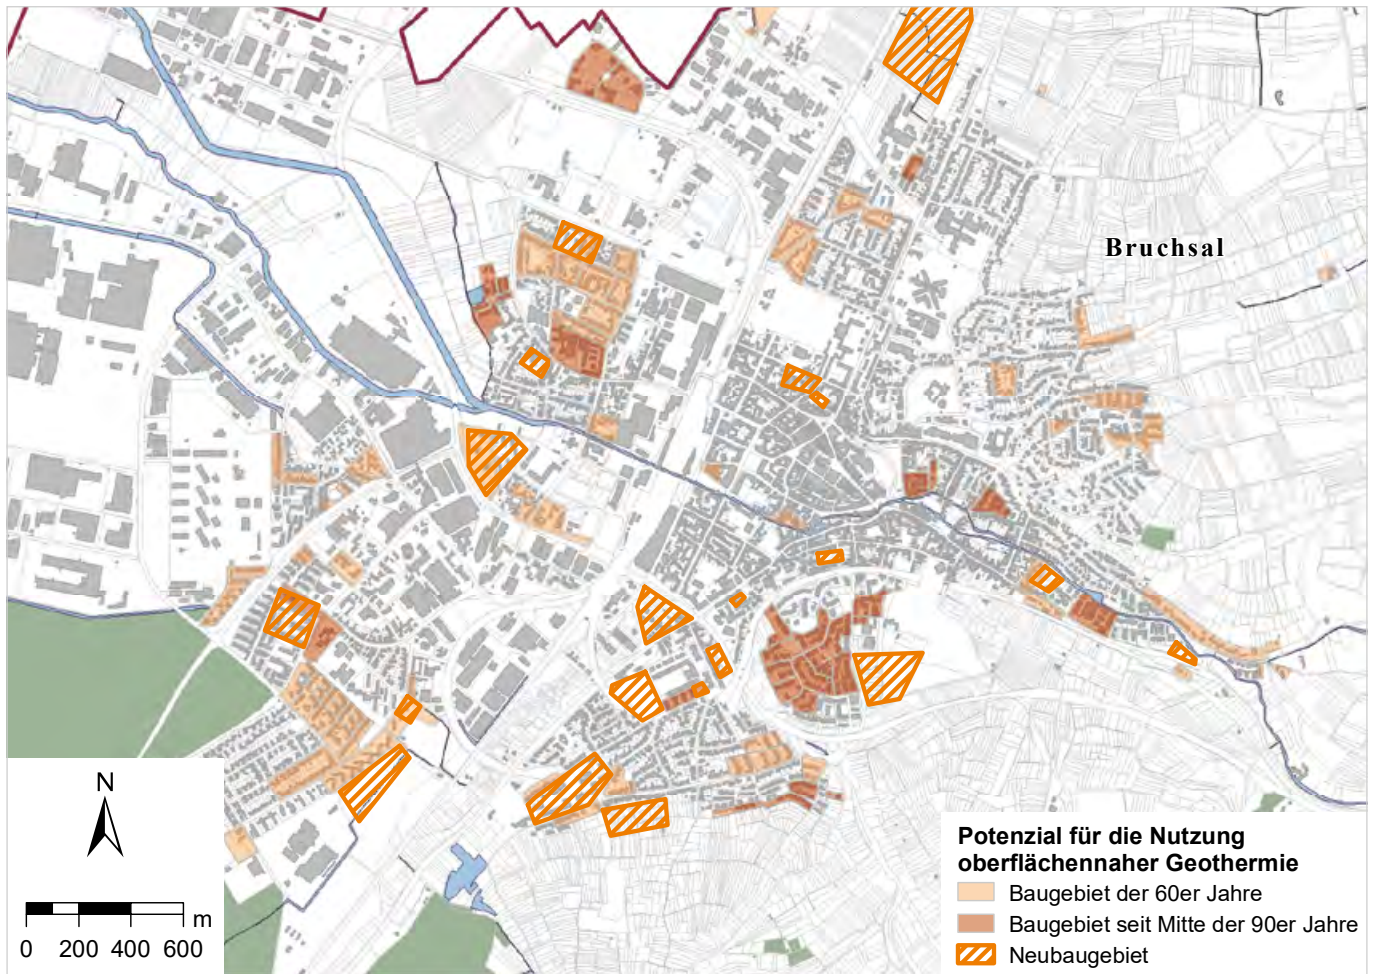 Bruchsal
N
m
0 200 400 600
Potenzial für die Nutzung
oberflächennaher Geothermie
Baugebiet der 60er Jahre
Baugebiet seit Mitte der 90er Jahre
Neubaugebiet